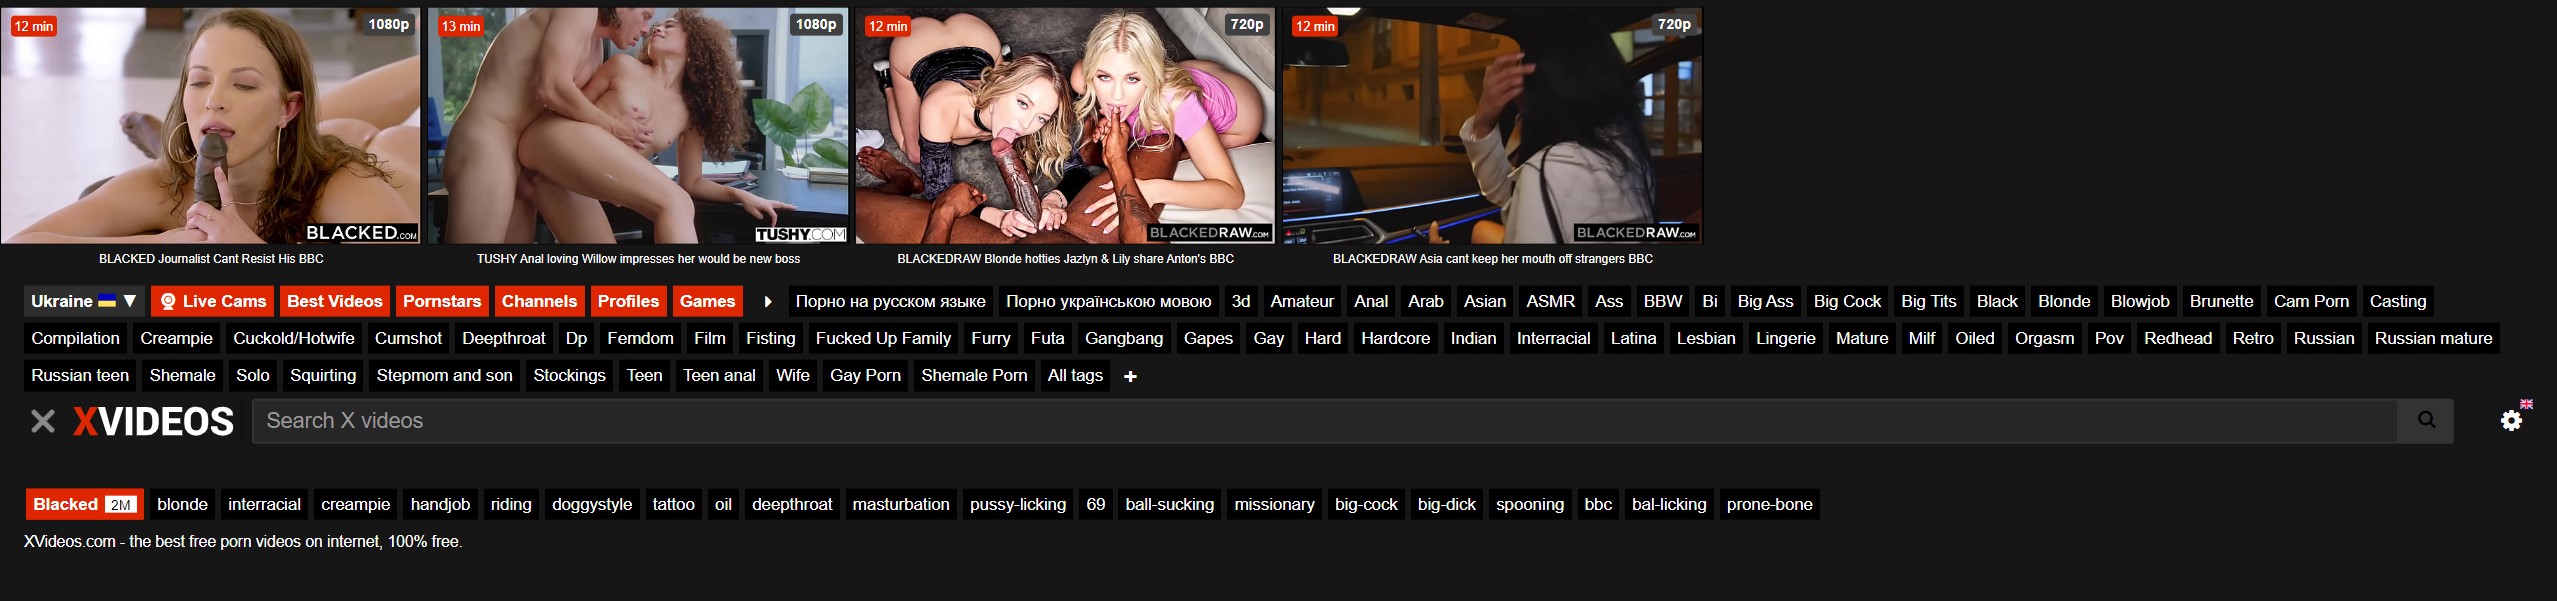 12 min 1080p 13 min 1080p 12 min 720p 12 min 720p
BLACKED.COM TUSHY.COM BLACKEDRAW.COM BLACKEDRAW.COM
BLACKED Journalist Cant Resist His BBC
TUSHY Anal loving Willow impresses her would be new boss
BLACKEDRAW Blonde hotties Jazlyn & Lily share Anton's BBC
BLACKEDRAW Asia cant keep her mouth off strangers BBC
Ukraine ▼ Live Cams Best Videos Pornstars Channels Profiles Games Порно на русском языке Порно українською мовою 3d Amateur Anal Arab Asian ASMR Ass BBW Bi Big Ass Big Cock Big Tits Black Blonde Blowjob Brunette Cam Porn Casting
Compilation Creampie Cuckold/Hotwife Cumshot Deepthroat Dp Femdom Film Fisting Fucked Up Family Furry Futa Gangbang Gapes Gay Hard Hardcore Indian Interracial Latina Lesbian Lingerie Mature Milf Oiled Orgasm Pov Redhead Retro Russian Russian mature
Russian teen Shemale Solo Squirting Stepmom and son Stockings Teen Teen anal Wife Gay Porn Shemale Porn All tags +
XVIDEOS Search X videos
Blacked 2M blonde interracial creampie handjob riding doggystyle tattoo oil deepthroat masturbation pussy-licking 69 ball-sucking missionary big-cock big-dick spooning bbc bal-licking prone-bone
XVideos.com - the best free porn videos on internet, 100% free.